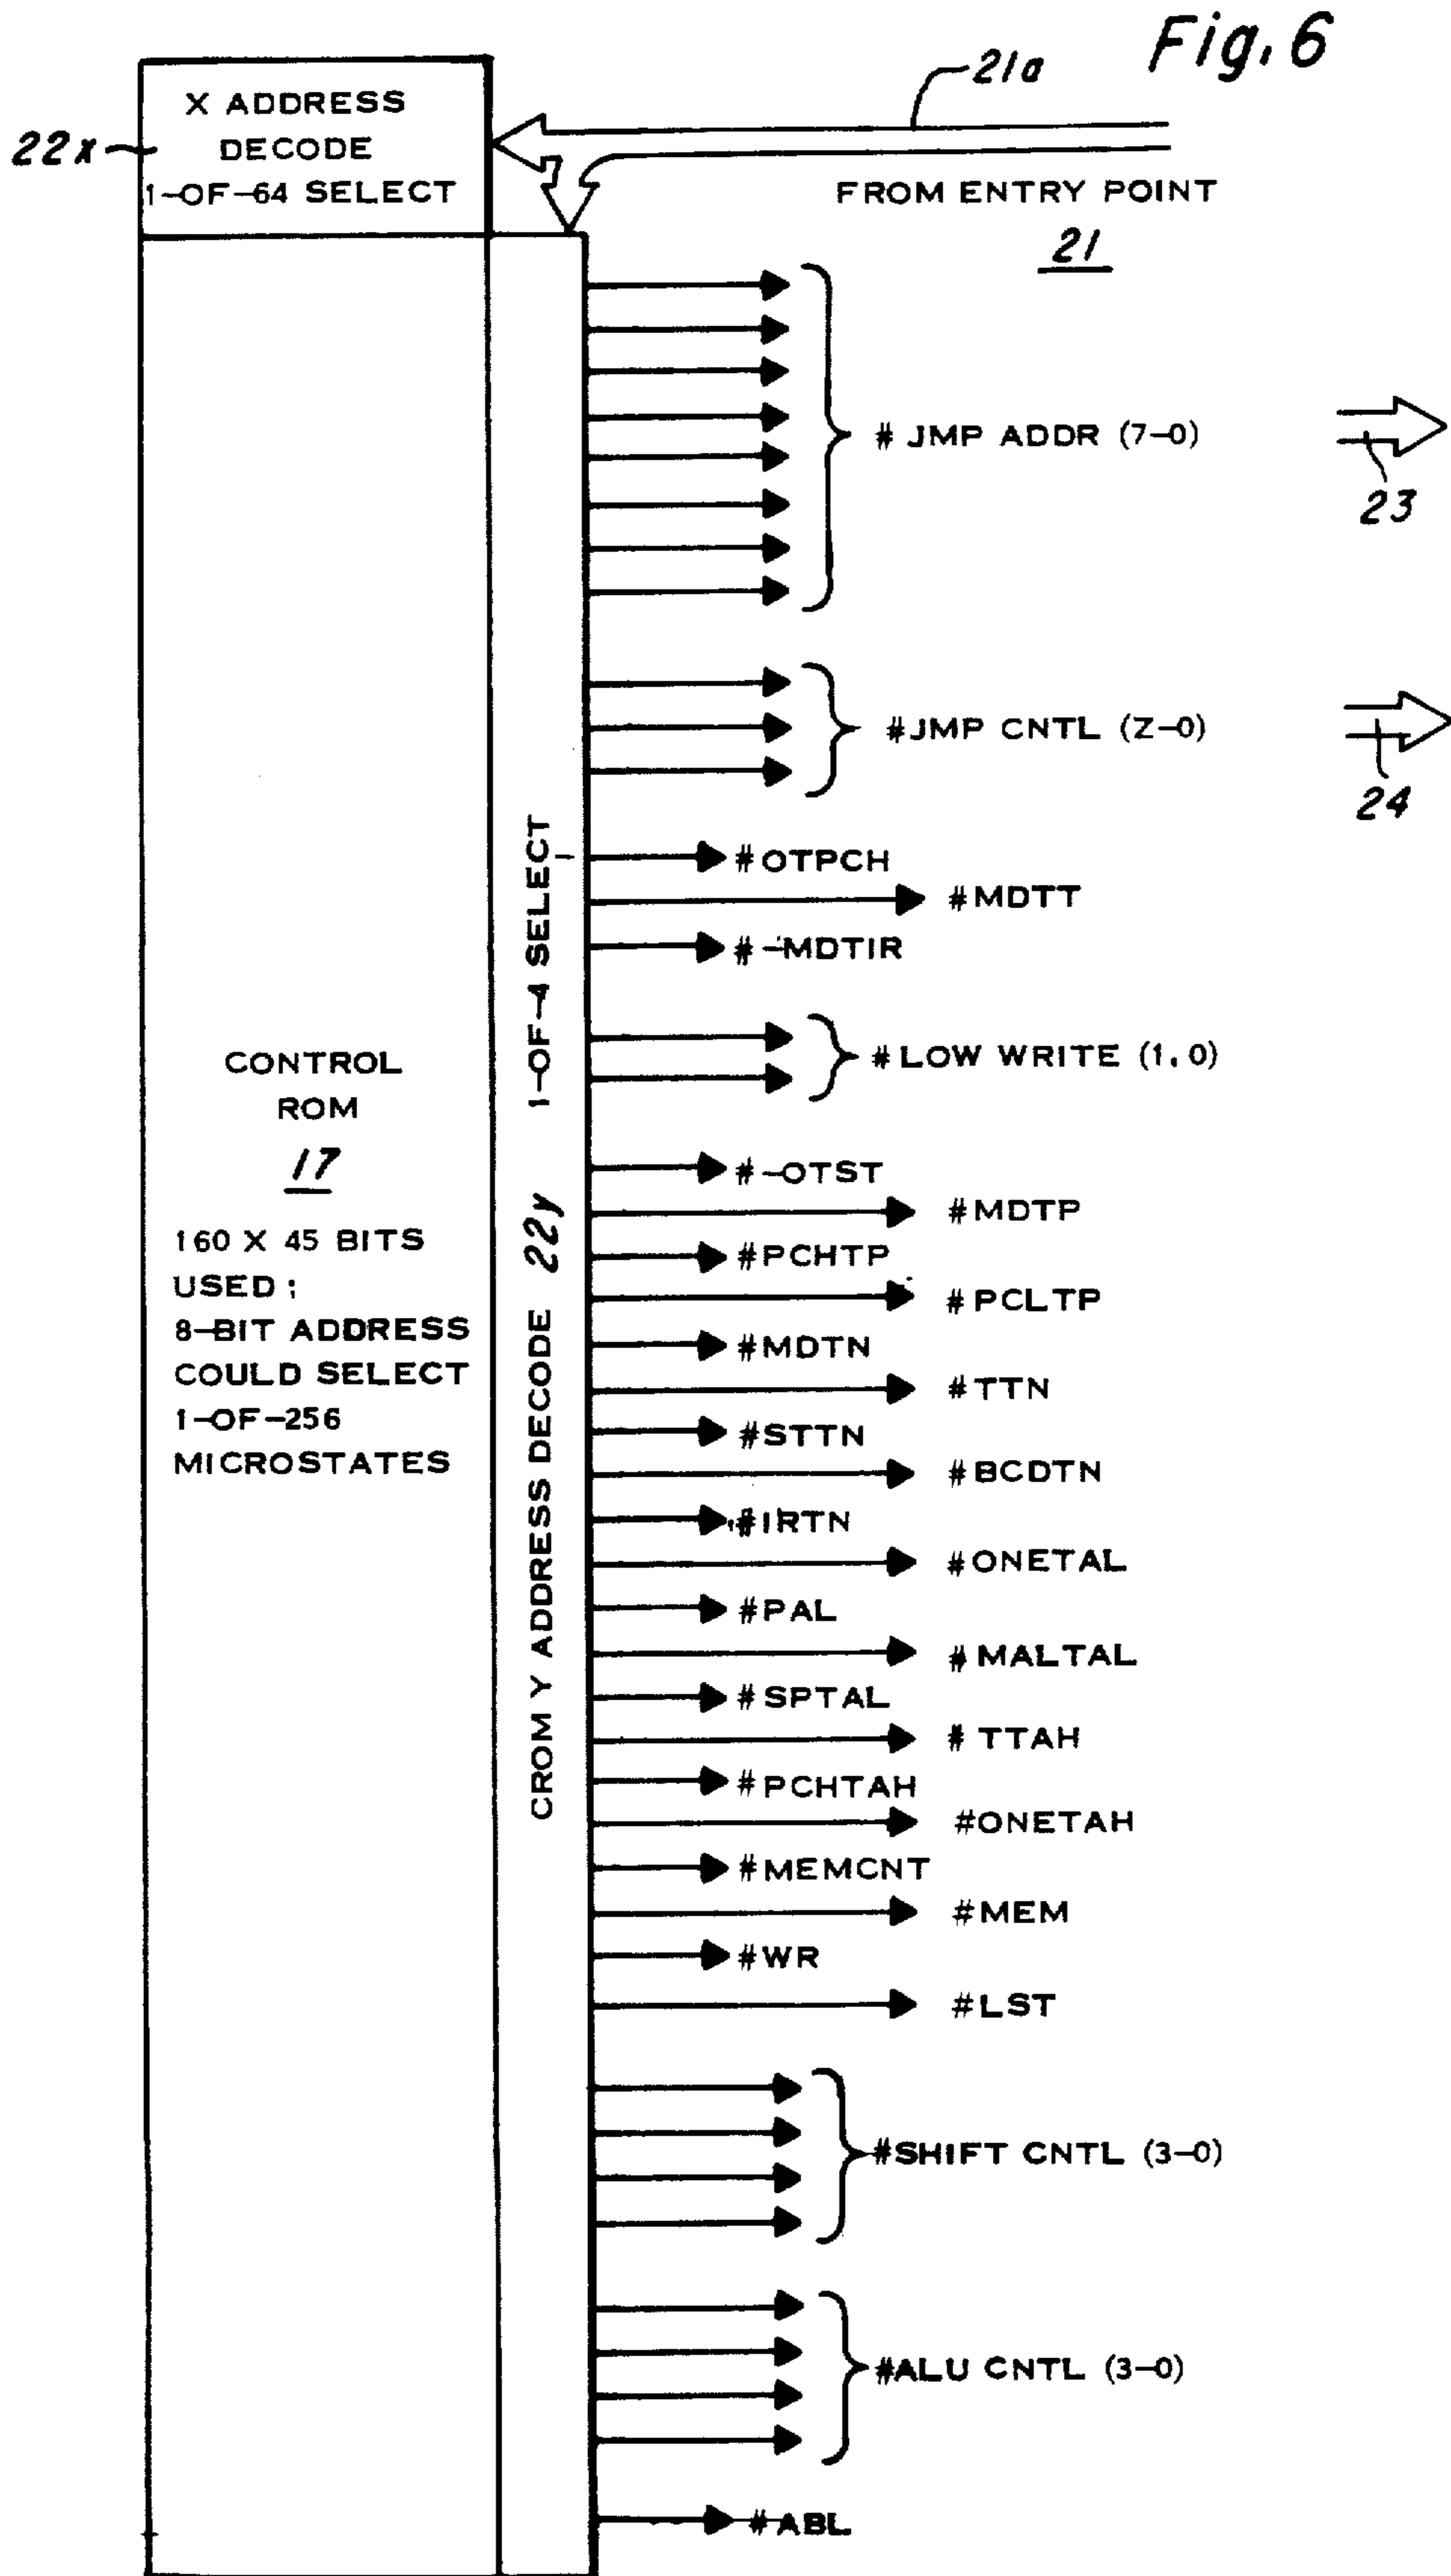 Fig. 6
21a
X ADDRESS
DECODE
1-OF-64 SELECT
22x
FROM ENTRY POINT
21
# JMP ADDR (7-0)
23
#JMP CNTL (Z-0)
24
1-OF-4 SELECT
#OTPCH
#MDTT
#-MDTIR
#LOW WRITE (1,0)
CONTROL
ROM
17
160 X 45 BITS
USED;
8-BIT ADDRESS
COULD SELECT
1-OF-256
MICROSTATES
CROM Y ADDRESS DECODE 22y
#-OTST
#MDTP
#PCHTP
#PCLTP
#MDTN
#TTN
#STTN
#BCDTN
#IRTN
#ONETAL
#PAL
# MALTAL
#SPTAL
# TTAH
#PCHTAH
#ONETAH
#MEMCNT
#MEM
#WR
#LST
#SHIFT CNTL (3-0)
#ALU CNTL (3-0)
#ABL